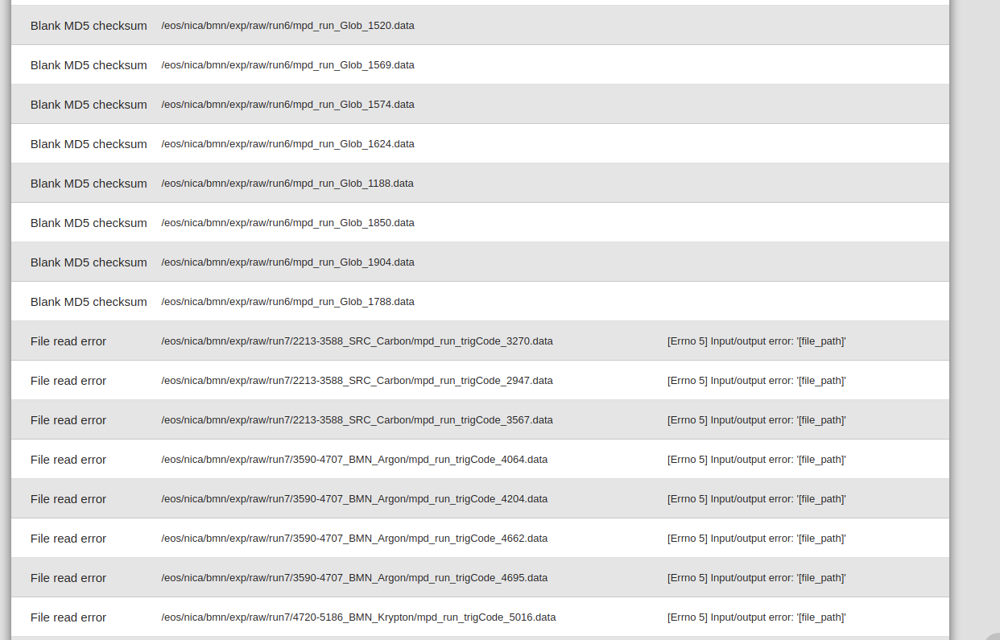 Blank MD5 checksum /eos/nica/bmn/exp/raw/run6/mpd_run_Glob_1520.data
Blank MD5 checksum /eos/nica/bmn/exp/raw/run6/mpd_run_Glob_1569.data
Blank MD5 checksum /eos/nica/bmn/exp/raw/run6/mpd_run_Glob_1574.data
Blank MD5 checksum /eos/nica/bmn/exp/raw/run6/mpd_run_Glob_1624.data
Blank MD5 checksum /eos/nica/bmn/exp/raw/run6/mpd_run_Glob_1188.data
Blank MD5 checksum /eos/nica/bmn/exp/raw/run6/mpd_run_Glob_1850.data
Blank MD5 checksum /eos/nica/bmn/exp/raw/run6/mpd_run_Glob_1904.data
Blank MD5 checksum /eos/nica/bmn/exp/raw/run6/mpd_run_Glob_1788.data
File read error /eos/nica/bmn/exp/raw/run7/2213-3588_SRC_Carbon/mpd_run_trigCode_3270.data [Errno 5] Input/output error: '[file_path]'
File read error /eos/nica/bmn/exp/raw/run7/2213-3588_SRC_Carbon/mpd_run_trigCode_2947.data [Errno 5] Input/output error: '[file_path]'
File read error /eos/nica/bmn/exp/raw/run7/2213-3588_SRC_Carbon/mpd_run_trigCode_3567.data [Errno 5] Input/output error: '[file_path]'
File read error /eos/nica/bmn/exp/raw/run7/3590-4707_BMN_Argon/mpd_run_trigCode_4064.data [Errno 5] Input/output error: '[file_path]'
File read error /eos/nica/bmn/exp/raw/run7/3590-4707_BMN_Argon/mpd_run_trigCode_4204.data [Errno 5] Input/output error: '[file_path]'
File read error /eos/nica/bmn/exp/raw/run7/3590-4707_BMN_Argon/mpd_run_trigCode_4662.data [Errno 5] Input/output error: '[file_path]'
File read error /eos/nica/bmn/exp/raw/run7/3590-4707_BMN_Argon/mpd_run_trigCode_4695.data [Errno 5] Input/output error: '[file_path]'
File read error /eos/nica/bmn/exp/raw/run7/4720-5186_BMN_Krypton/mpd_run_trigCode_5016.data [Errno 5] Input/output error: '[file_path]'